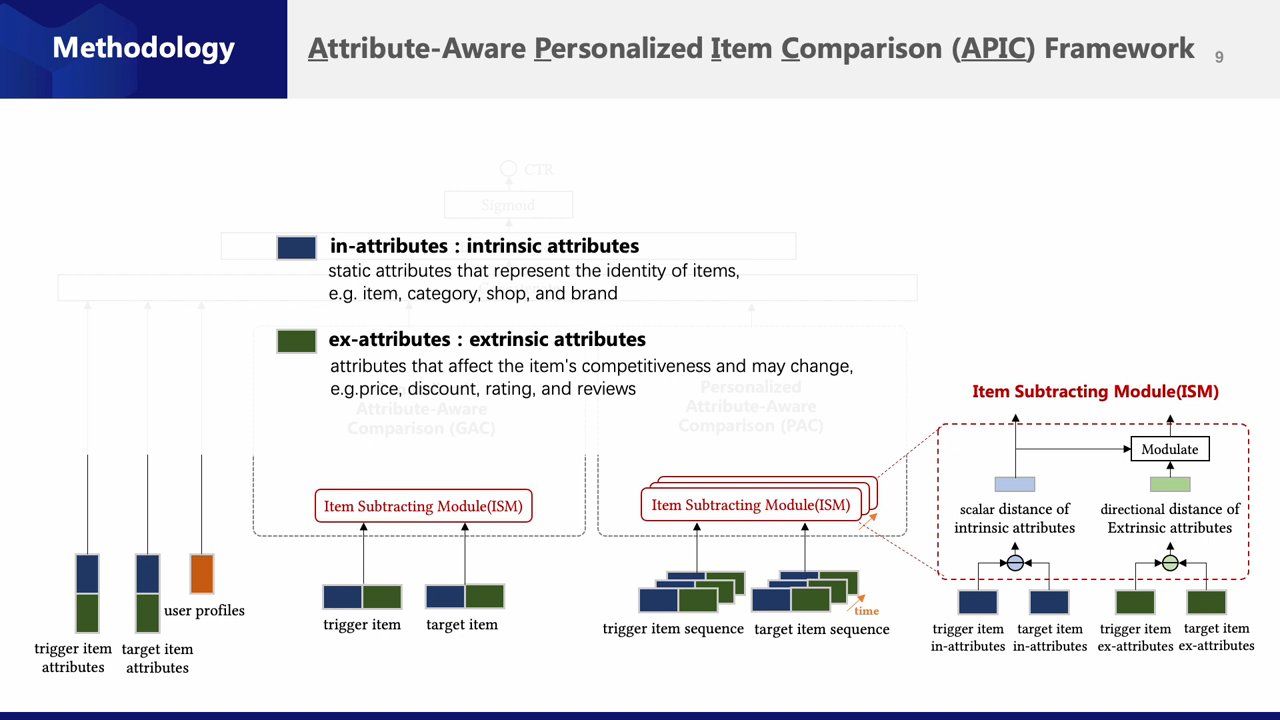 Methodology
Attribute-Aware Personalized Item Comparison (APIC) Framework
9
CTR
Sigmoid
in-attributes : intrinsic attributes
static attributes that represent the identity of items,
e.g. item, category, shop, and brand
ex-attributes : extrinsic attributes
attributes that affect the item's competitiveness and may change,
e.g.price, discount, rating, and reviews
Attribute-Aware
Comparison (GAC)
Personalized
Attribute-Aware
Comparison (PAC)
Item Subtracting Module(ISM)
Item Subtracting Module(ISM)
Item Subtracting Module(ISM)
Modulate
scalar distance of
intrinsic attributes
directional distance of
Extrinsic attributes
user profiles
trigger item
attributes
target item
attributes
trigger item
target item
time
trigger item sequence
target item sequence
trigger item
in-attributes
target item
in-attributes
trigger item
ex-attributes
target item
ex-attributes